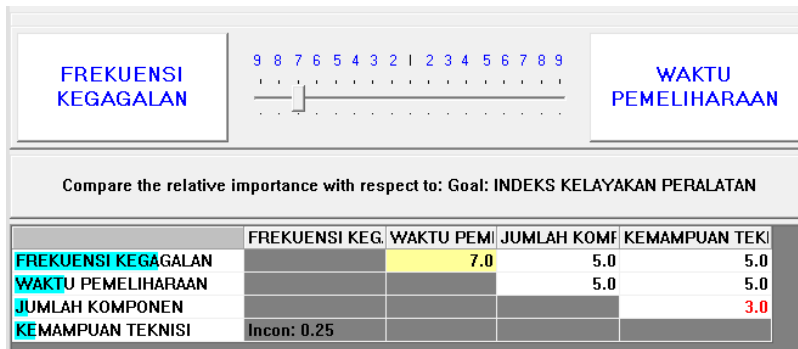 FREKUENSI
KEGAGALAN
9 8 7 6 5 4 3 2 1 2 3 4 5 6 7 8 9
WAKTU
PEMELIHARAAN
Compare the relative importance with respect to: Goal: INDEKS KELAYAKAN PERALATAN
FREKUENSI KEG. WAKTU PEMI JUMLAH KOMF KEMAMPUAN TEKI
FREKUENSI KEGAGALAN 7.0 5.0 5.0
WAKTU PEMELIHARAAN 5.0 5.0
JUMLAH KOMPONEN 3.0
KEMAMPUAN TEKNISI Incon: 0.25